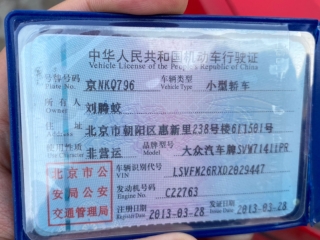 中华人民共和国机动车行驶证
Vehicle License of the People's Republic of China
号牌号码 京NKQ796 车辆类型 小型轿车
Plate No. Vehicle Type
所有人 刘腾蛟
Owner
住址 北京市朝阳区惠新里238号楼6门1501号
使用性质 非营运 品牌型号 大众汽车牌SVW7141iPR
Model
北京市公 车辆识别代号 LSVFM26RXD2029447
VIN
安局公安 发动机号码 CZ2763
Engine No.
交通管理局 注册日期 2013-03-28 发证日期 2013-03-28
Register Date Issue Date